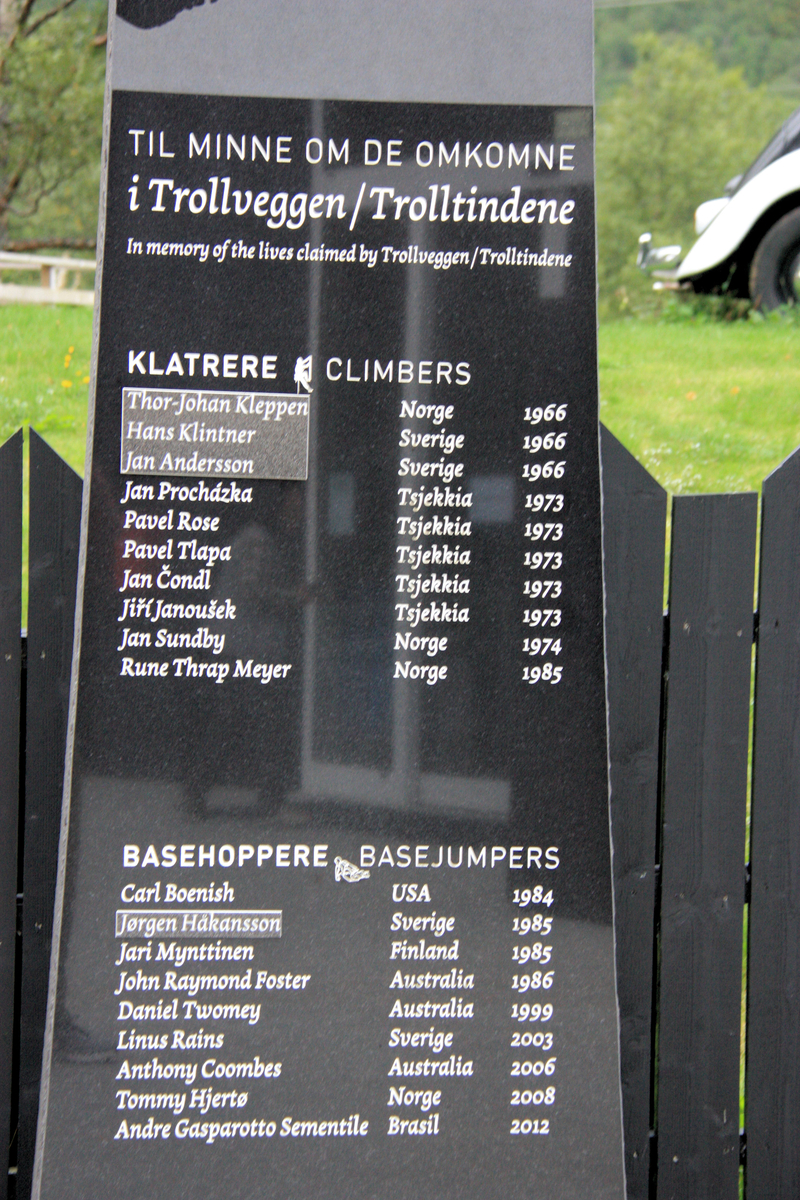 TIL MINNE OM DE OMKOMNE
i Trollveggen/Trolltindene
In memory of the lives claimed by Trollveggen/Trolltindene
KLATRERE CLIMBERS
Thor-Johan Kleppen Norge 1966
Hans Klintner Sverige 1966
Jan Andersson Sverige 1966
Jan Procházka Tsjekkia 1973
Pavel Rose Tsjekkia 1973
Pavel Tlapa Tsjekkia 1973
Jan Čondl Tsjekkia 1973
Jiří Janoušek Tsjekkia 1973
Jan Sundby Norge 1974
Rune Thrap Meyer Norge 1985
BASEHOPPERE BASEJUMPERS
Carl Boenish USA 1984
Jørgen Håkansson Sverige 1985
Jari Mynttinen Finland 1985
John Raymond Foster Australia 1986
Daniel Twomey Australia 1999
Linus Rains Sverige 2003
Anthony Coombes Australia 2006
Tommy Hjertø Norge 2008
Andre Gasparotto Sementile Brasil 2012